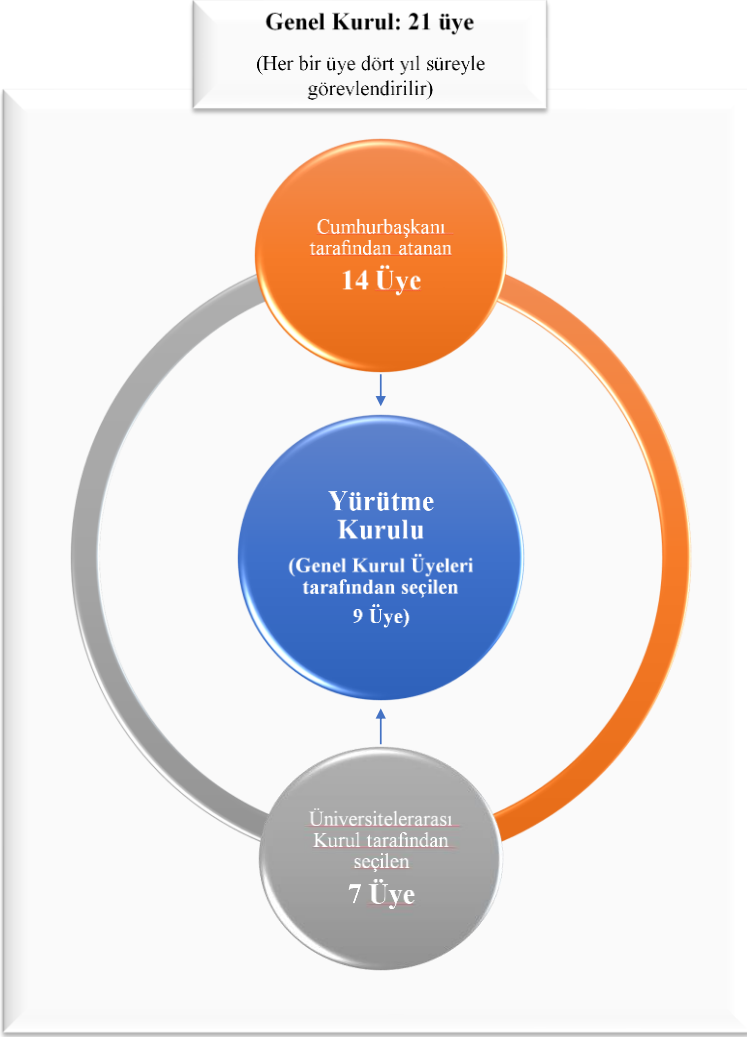 Genel Kurul: 21 üye
(Her bir üye dört yıl süreyle
görevlendirilir)
Cumhurbaşkanı
tarafından atanan
14 Üye
Yürütme
Kurulu
(Genel Kurul Üyeleri
tarafından seçilen
9 Üye)
Üniversitelerarası
Kurul tarafından
seçilen
7 Üye